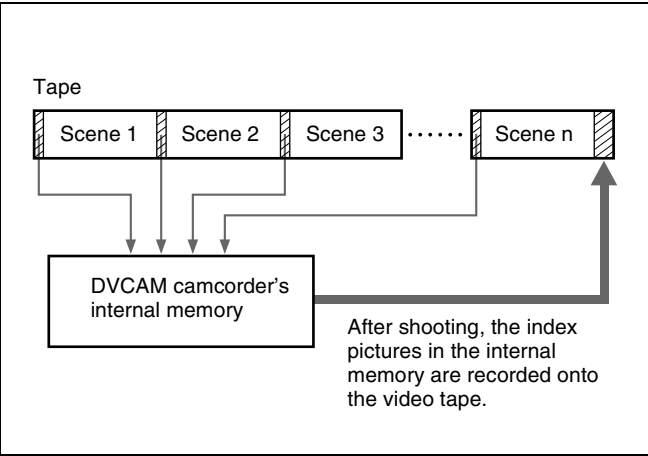 Tape
Scene 1 Scene 2 Scene 3 ...... Scene n
DVCAM camcorder's
internal memory
After shooting, the index
pictures in the internal
memory are recorded onto
the video tape.